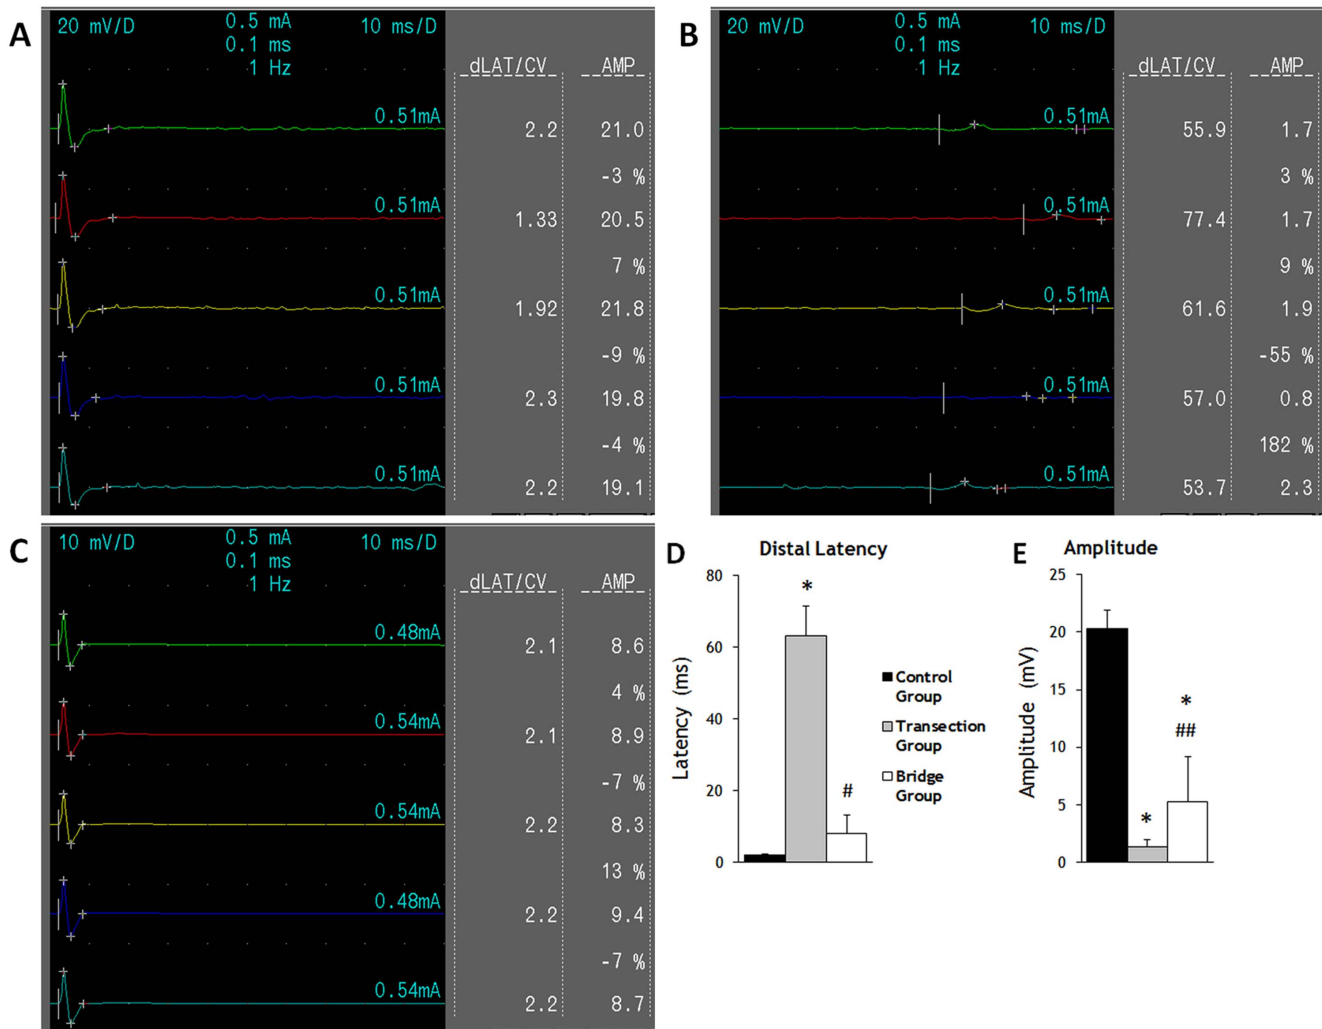 A
20 mV/D 0.5 mA 10 ms/D
0.1 ms
1 Hz
dLAT/CV AMP
0.51mA 2.2 21.0
-3 %
0.51mA 1.33 20.5
7 %
0.51mA 1.92 21.8
-9 %
0.51mA 2.3 19.8
-4 %
0.51mA 2.2 19.1
B
20 mV/D 0.5 mA 10 ms/D
0.1 ms
1 Hz
dLAT/CV AMP
0.51mA 55.9 1.7
3 %
0.51mA 77.4 1.7
9 %
0.51mA 61.6 1.9
-55 %
0.51mA 57.0 0.8
182 %
0.51mA 53.7 2.3
C
10 mV/D 0.5 mA 10 ms/D
0.1 ms
1 Hz
dLAT/CV AMP
0.48mA 2.1 8.6
4 %
0.54mA 2.1 8.9
-7 %
0.54mA 2.2 8.3
13 %
0.48mA 2.2 9.4
-7 %
0.54mA 2.2 8.7
D Distal Latency
Latency (ms)
80
60
40
20
0
*
#
Control
Group
Transection
Group
Bridge
Group
E Amplitude
Amplitude (mV)
25
20
15
10
5
0
*
*
##